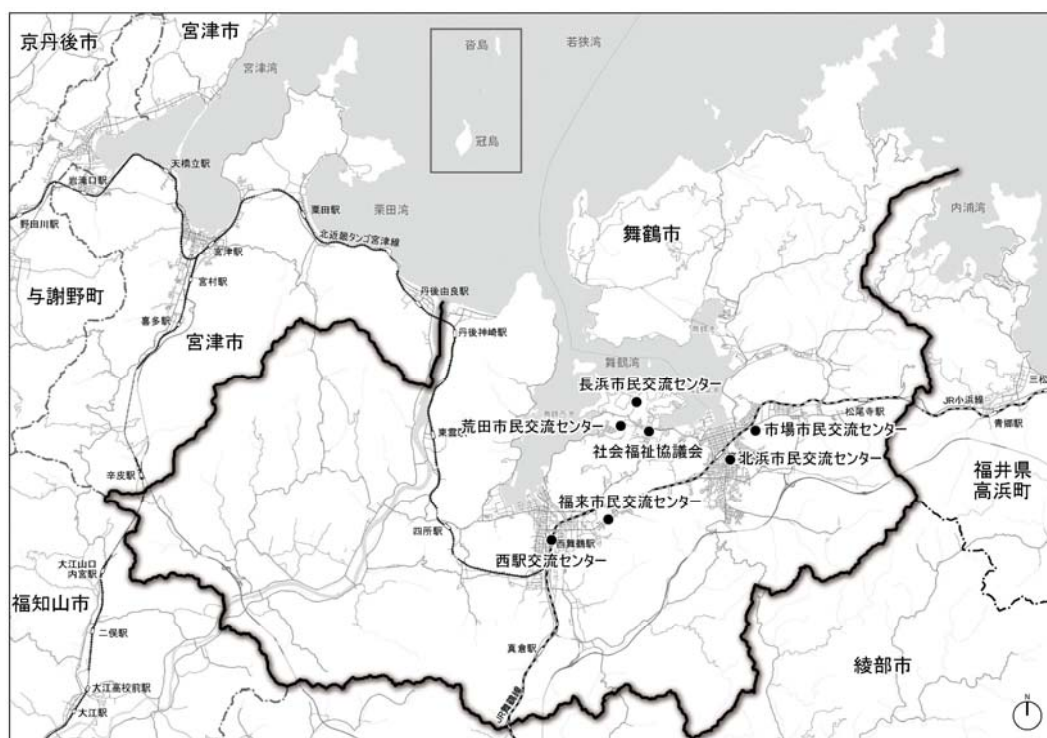 京丹後市
宮津市
宮津湾
沓島
若狭湾
冠島
天橋立駅
岩滝口駅
野田川駅
栗田駅
栗田湾
北近畿タンゴ宮津線
宮津駅
宮村駅
与謝野町
喜多駅
宮津市
丹後由良駅
丹後神崎駅
舞鶴市
内浦湾
舞鶴湾
長浜市民交流センター
荒田市民交流センター
社会福祉協議会
市場市民交流センター
北浜市民交流センター
松尾寺駅
JR小浜線
三松
青郷駅
福井県
高浜町
東雲
辛皮駅
四所駅
福来市民交流センター
西舞鶴駅
西駅交流センター
大江山口
内宮駅
福知山市
二俣駅
大江高校前駅
大江駅
真倉駅
JR舞鶴線
綾部市
N